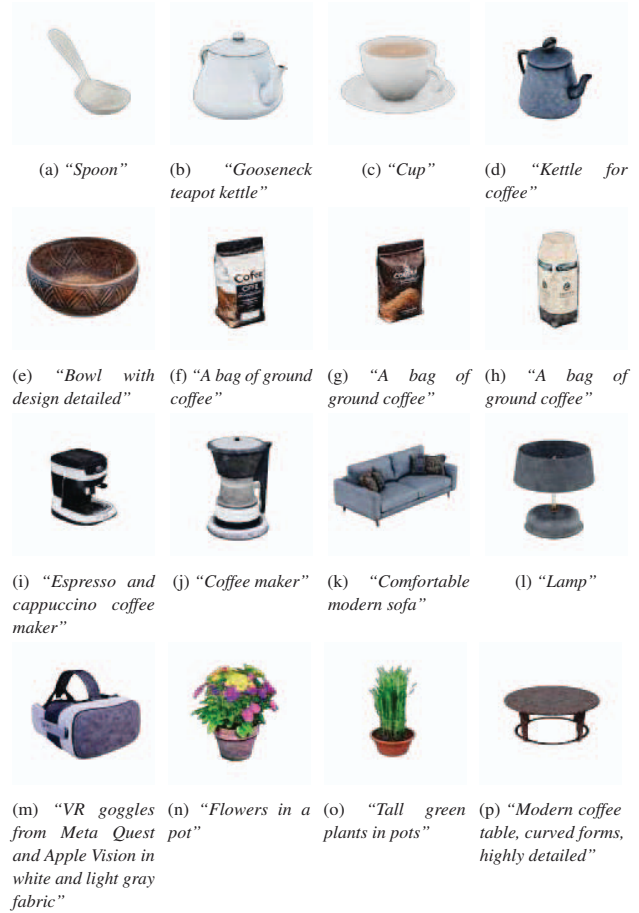 (a) “Spoon”
(b) “Gooseneck
teapot kettle”
(c) “Cup”
(d) “Kettle for
coffee”
Cofee
CFFE
(e) “Bowl with
design detailed”
(f) “A bag of ground
coffee”
(g) “A bag of
ground coffee”
(h) “A bag of
ground coffee”
(i) “Espresso and
cappuccino coffee
maker”
(j) “Coffee maker”
(k) “Comfortable
modern sofa”
(l) “Lamp”
(m) “VR goggles
from Meta Quest
and Apple Vision in
white and light gray
fabric”
(n) “Flowers in a
pot”
(o) “Tall green
plants in pots”
(p) “Modern coffee
table, curved forms,
highly detailed”